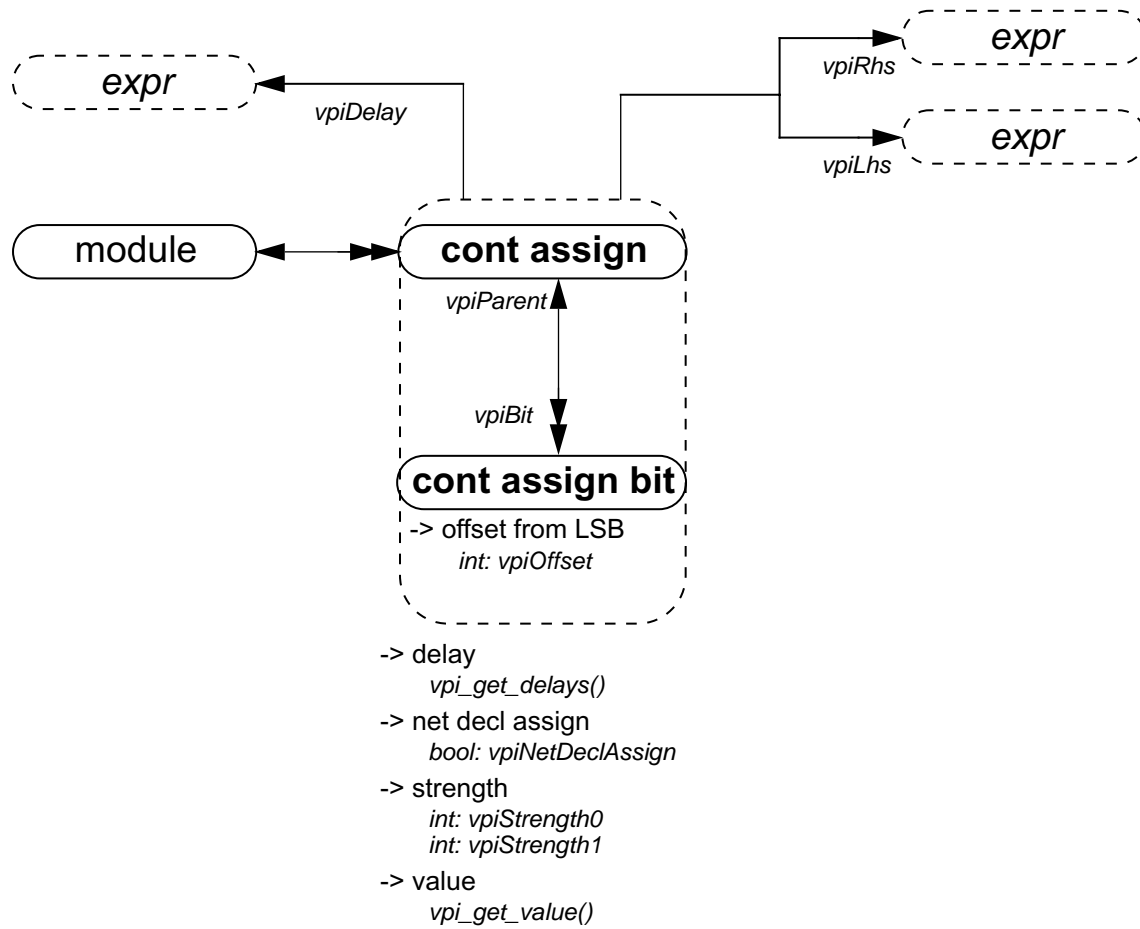 expr
vpiRhs
expr
vpiDelay
expr
vpiLhs
module
cont assign
vpiParent
vpiBit
cont assign bit
-> offset from LSB
int: vpiOffset
-> delay
vpi_get_delays()
-> net decl assign
bool: vpiNetDeclAssign
-> strength
int: vpiStrength0
int: vpiStrength1
-> value
vpi_get_value()